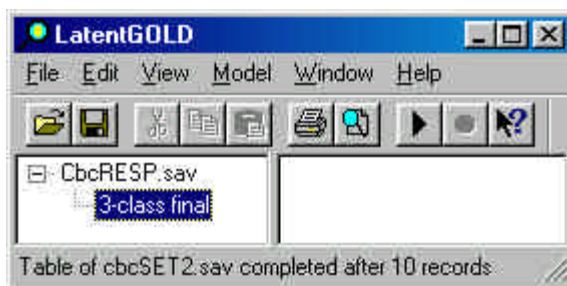 LatentGOLD
File Edit View Model Window Help
CbcRESP.sav
3-class final
Table of cbcSET2.sav completed after 10 records